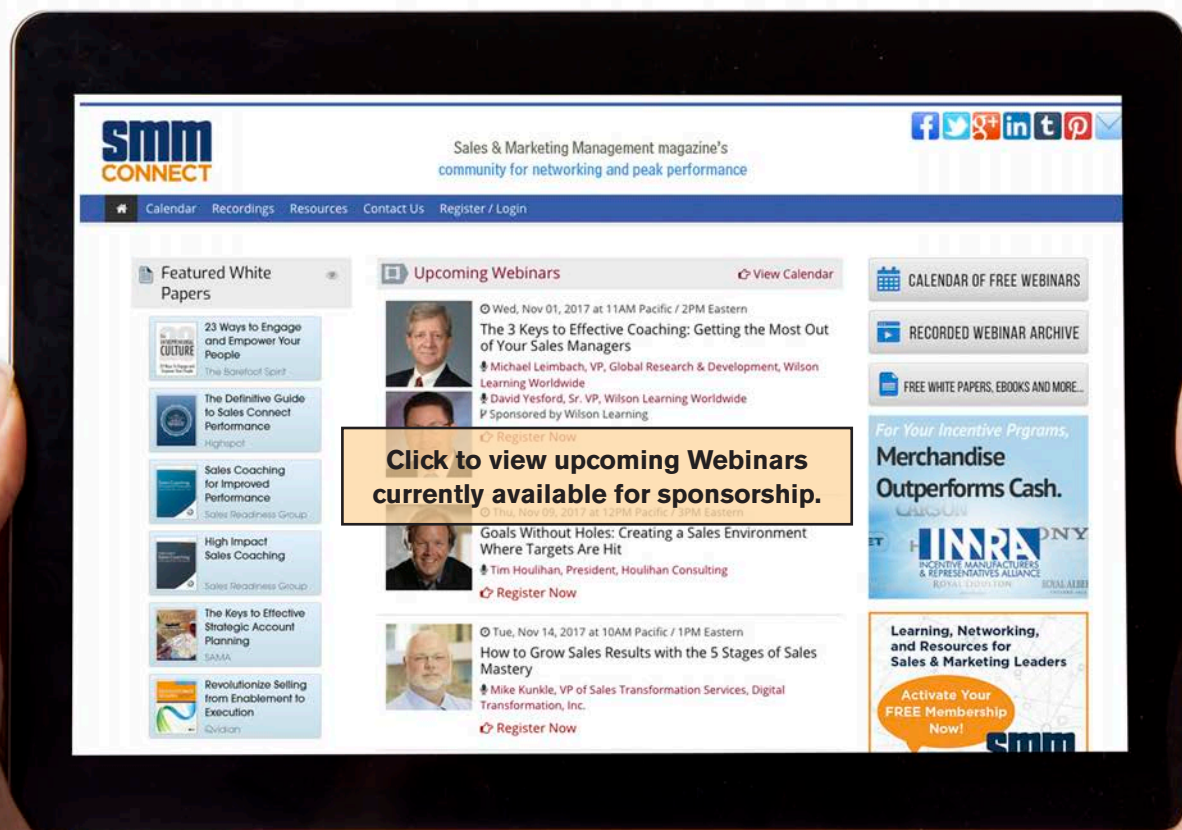 smm
CONNECT
Sales & Marketing Management magazine's
community for networking and peak performance
Calendar Recordings Resources Contact Us Register / Login
Featured White
Papers
23 Ways to Engage
and Empower Your
People
The Barefoot Spirit
The Definitive Guide
to Sales Connect
Performance
Highspot
Sales Coaching
for Improved
Performance
Sales Readiness Group
High Impact
Sales Coaching
Sales Readiness Group
The Keys to Effective
Strategic Account
Planning
SAMA
Revolutionize Selling
from Enablement to
Execution
Qvidian
Upcoming Webinars
View Calendar
Wed, Nov 01, 2017 at 11AM Pacific / 2PM Eastern
The 3 Keys to Effective Coaching: Getting the Most Out
of Your Sales Managers
Michael Leimbach, VP, Global Research & Development, Wilson
Learning Worldwide
David Yesford, Sr. VP, Wilson Learning Worldwide
Sponsored by Wilson Learning
Register Now
Click to view upcoming Webinars
currently available for sponsorship.
Thu, Nov 09, 2017 at 12PM Pacific / 3PM Eastern
Goals Without Holes: Creating a Sales Environment
Where Targets Are Hit
Tim Houlihan, President, Houlihan Consulting
Register Now
Tue, Nov 14, 2017 at 10AM Pacific / 1PM Eastern
How to Grow Sales Results with the 5 Stages of Sales
Mastery
Mike Kunkle, VP of Sales Transformation Services, Digital
Transformation, Inc.
Register Now
CALENDAR OF FREE WEBINARS
RECORDED WEBINAR ARCHIVE
FREE WHITE PAPERS, EBOOKS AND MORE...
For Your Incentive Prgrams,
Merchandise
Outperforms Cash.
CARSON
IMRA
INCENTIVE MANUFACTURERS
& REPRESENTATIVES ALLIANCE
Learning, Networking,
and Resources for
Sales & Marketing Leaders
Activate Your
FREE Membership
Now!
smm